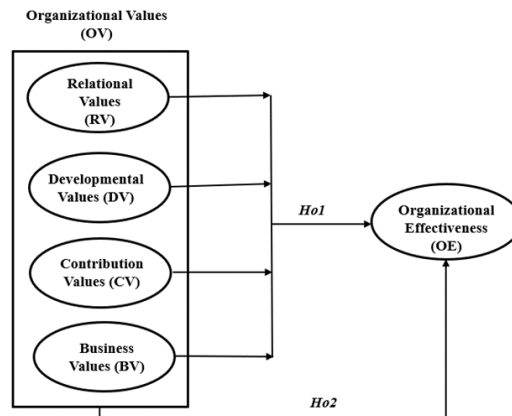 Organizational Values
(OV)
Relational
Values
(RV)
Developmental
Values (DV)
Contribution
Values (CV)
Business
Values (BV)
Ho1
Organizational
Effectiveness
(OE)
Ho2